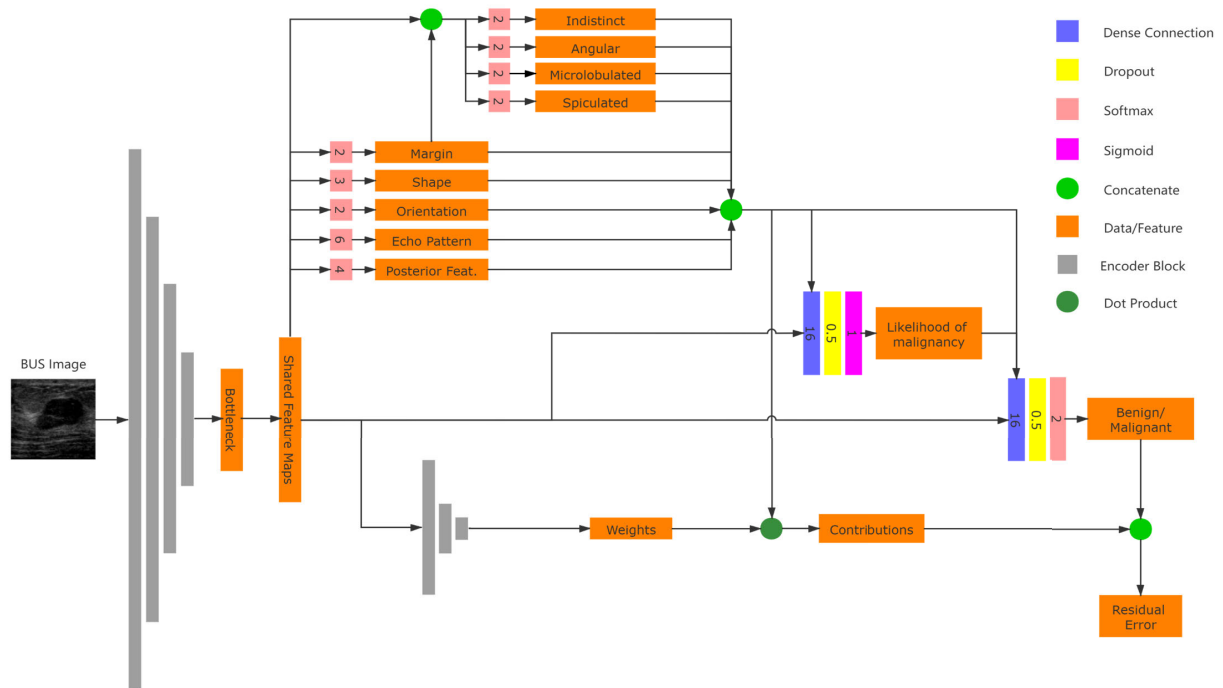 2
Indistinct
2
Angular
2
Microlobulated
2
Spiculated
2
Margin
3
Shape
2
Orientation
6
Echo Pattern
4
Posterior Feat.
BUS Image
Bottleneck
Shared Feature Maps
16
0.5
1
Likelihood of
malignancy
16
0.5
2
Benign/
Malignant
Weights
Contributions
Residual
Error
Dense Connection
Dropout
Softmax
Sigmoid
Concatenate
Data/Feature
Encoder Block
Dot Product